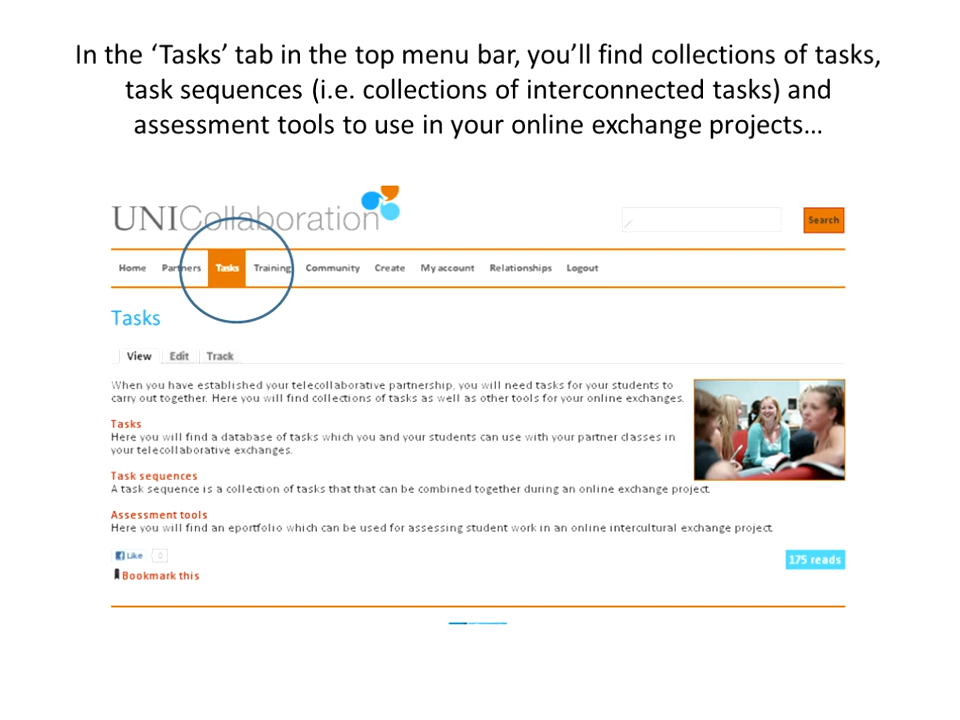 In the ‘Tasks’ tab in the top menu bar, you’ll find collections of tasks,
task sequences (i.e. collections of interconnected tasks) and
assessment tools to use in your online exchange projects…
UNICollaboration
Search
Home Partners Tasks Training Community Create My account Relationships Logout
Tasks
View Edit Track
When you have established your telecollaborative partnership, you will need tasks for your students to
carry out together. Here you will find collections of tasks as well as other tools for your online exchanges.
Tasks
Here you will find a database of tasks which you and your students can use with your partner classes in
your telecollaborative exchanges.
Task sequences
A task sequence is a collection of tasks that that can be combined together during an online exchange project.
Assessment tools
Here you will find an eportfolio which can be used for assessing student work in an online intercultural exchange project.
Like 0
175 reads
Bookmark this